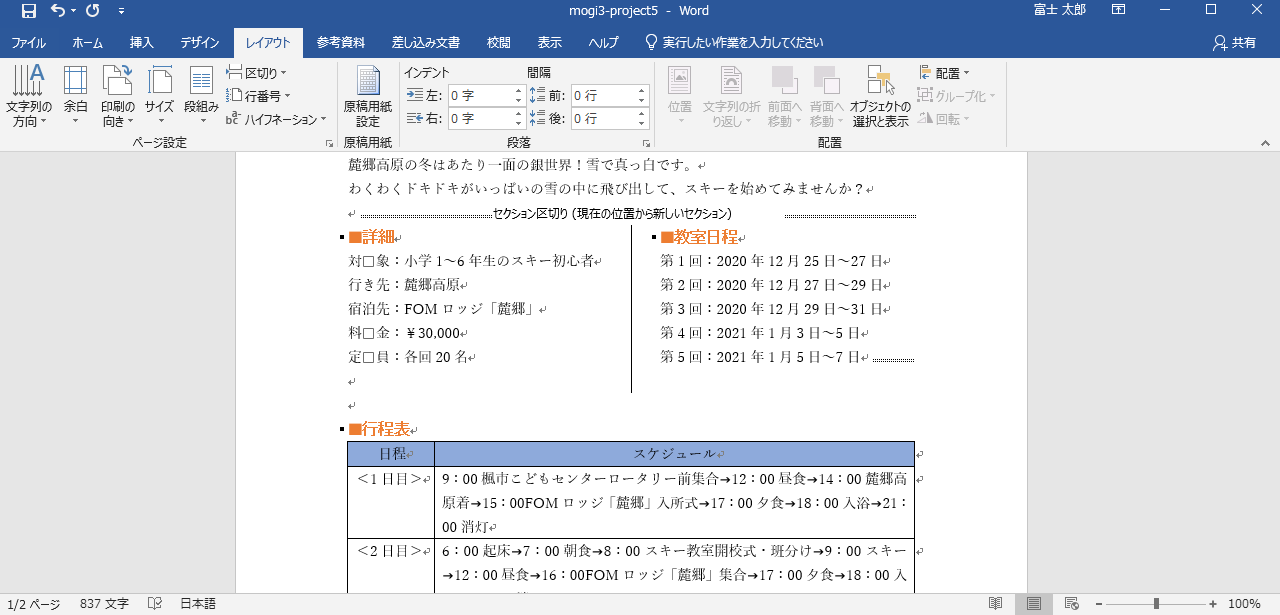 mogi3-project5 - Word
富士 太郎
ファイル ホーム 挿入 デザイン レイアウト 参考資料 差し込み文書 校閲 表示 ヘルプ 実行したい作業を入力してください 共有
文字列の方向 余白 印刷の向き サイズ 段組み
区切り
行番号
ハイフネーション
ページ設定
原稿用紙設定
原稿用紙
インデント 間隔
左: 0 字 前: 0 行
右: 0 字 後: 0 行
段落
位置 文字列の折り返し 前面へ移動 背面へ移動 オブジェクトの選択と表示
配置
グループ化
回転
配置
麓郷高原の冬はあたり一面の銀世界！雪で真っ白です。
わくわくドキドキがいっぱいの雪の中に飛び出して、スキーを始めてみませんか？
セクション区切り (現在の位置から新しいセクション)
■詳細
対□象：小学 1～6 年生のスキー初心者
行き先：麓郷高原
宿泊先：FOM ロッジ「麓郷」
料□金：￥30,000
定□員：各回 20 名
■教室日程
第 1 回：2020 年 12 月 25 日～27 日
第 2 回：2020 年 12 月 27 日～29 日
第 3 回：2020 年 12 月 29 日～31 日
第 4 回：2021 年 1 月 3 日～5 日
第 5 回：2021 年 1 月 5 日～7 日
■行程表
日程 スケジュール
＜1 日目＞ 9：00 楓市こどもセンターロータリー前集合→12：00 昼食→14：00 麓郷高
原着→15：00FOM ロッジ「麓郷」入所式→17：00 夕食→18：00 入浴→21：
00 消灯
＜2 日目＞ 6：00 起床→7：00 朝食→8：00 スキー教室開校式・班分け→9：00 スキー
→12：00 昼食→16：00FOM ロッジ「麓郷」集合→17：00 夕食→18：00 入
1/2 ページ 837 文字 日本語 100%